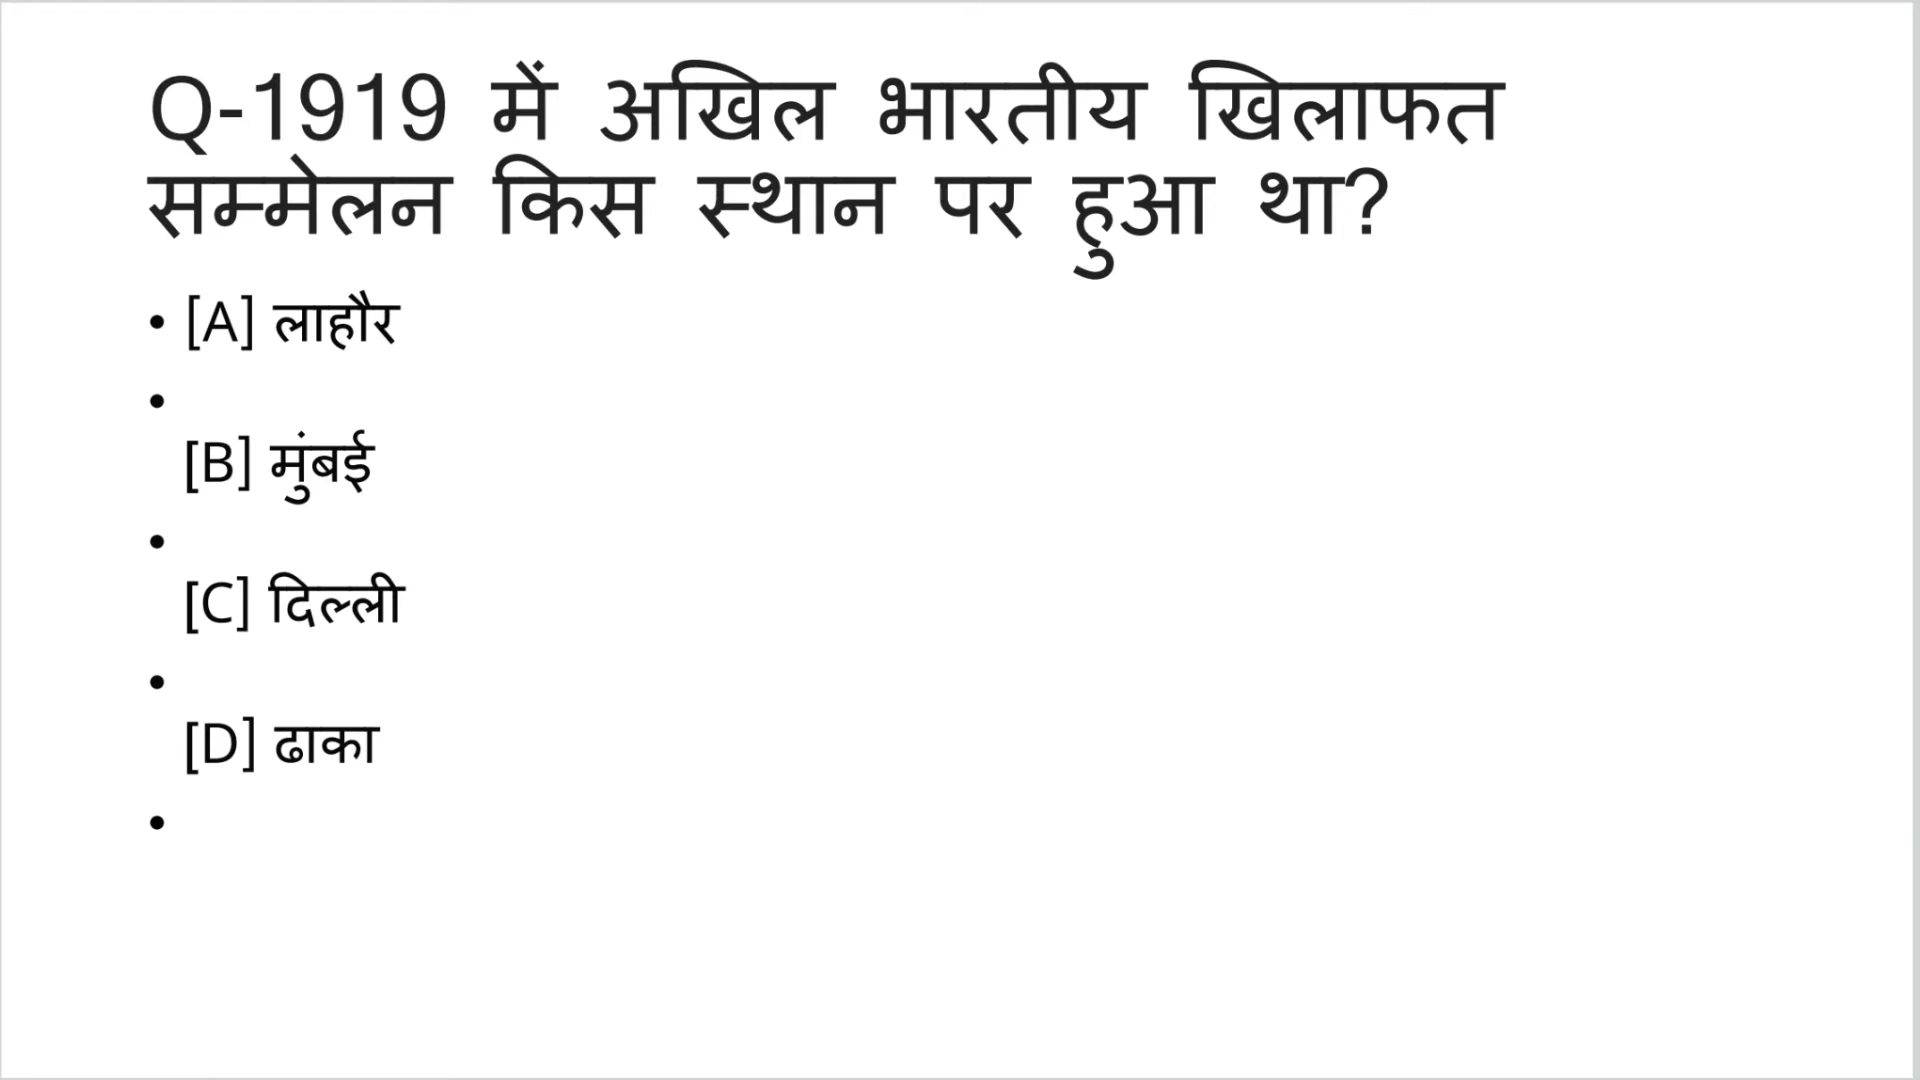 Q-1919 में अखिल भारतीय खिलाफत
सम्मेलन किस स्थान पर हुआ था?
• [A] लाहौर
•
[B] मुंबई
•
[C] दिल्ली
•
[D] ढाका
•